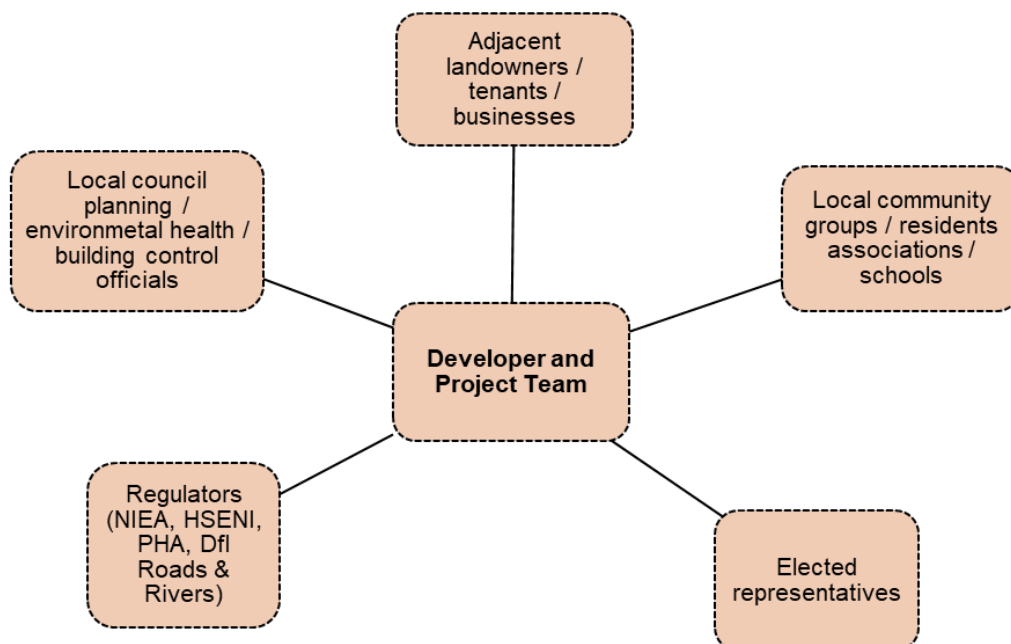 Adjacent
landowners /
tenants /
businesses
Local council
planning /
environmetal health /
building control
officials
Local community
groups / residents
associations /
schools
Developer and
Project Team
Regulators
(NIEA, HSENI,
PHA, DfI
Roads &
Rivers)
Elected
representatives